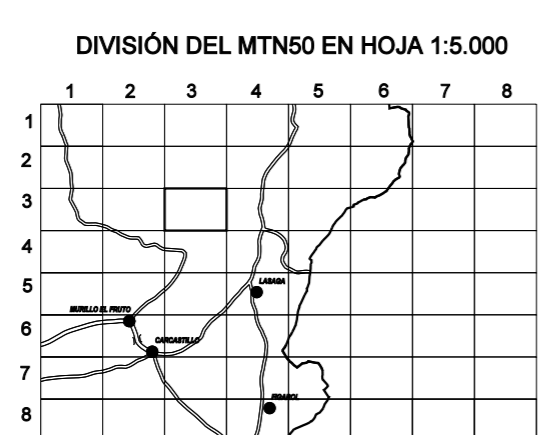 DIVISIÓN DEL MTN50 EN HOJA 1:5.000
1 2 3 4 5 6 7 8
1
2
3
4
5
LASAGA
MURILLO EL FRUTO
6
CARCASTILLO
7
FIGAROL
8